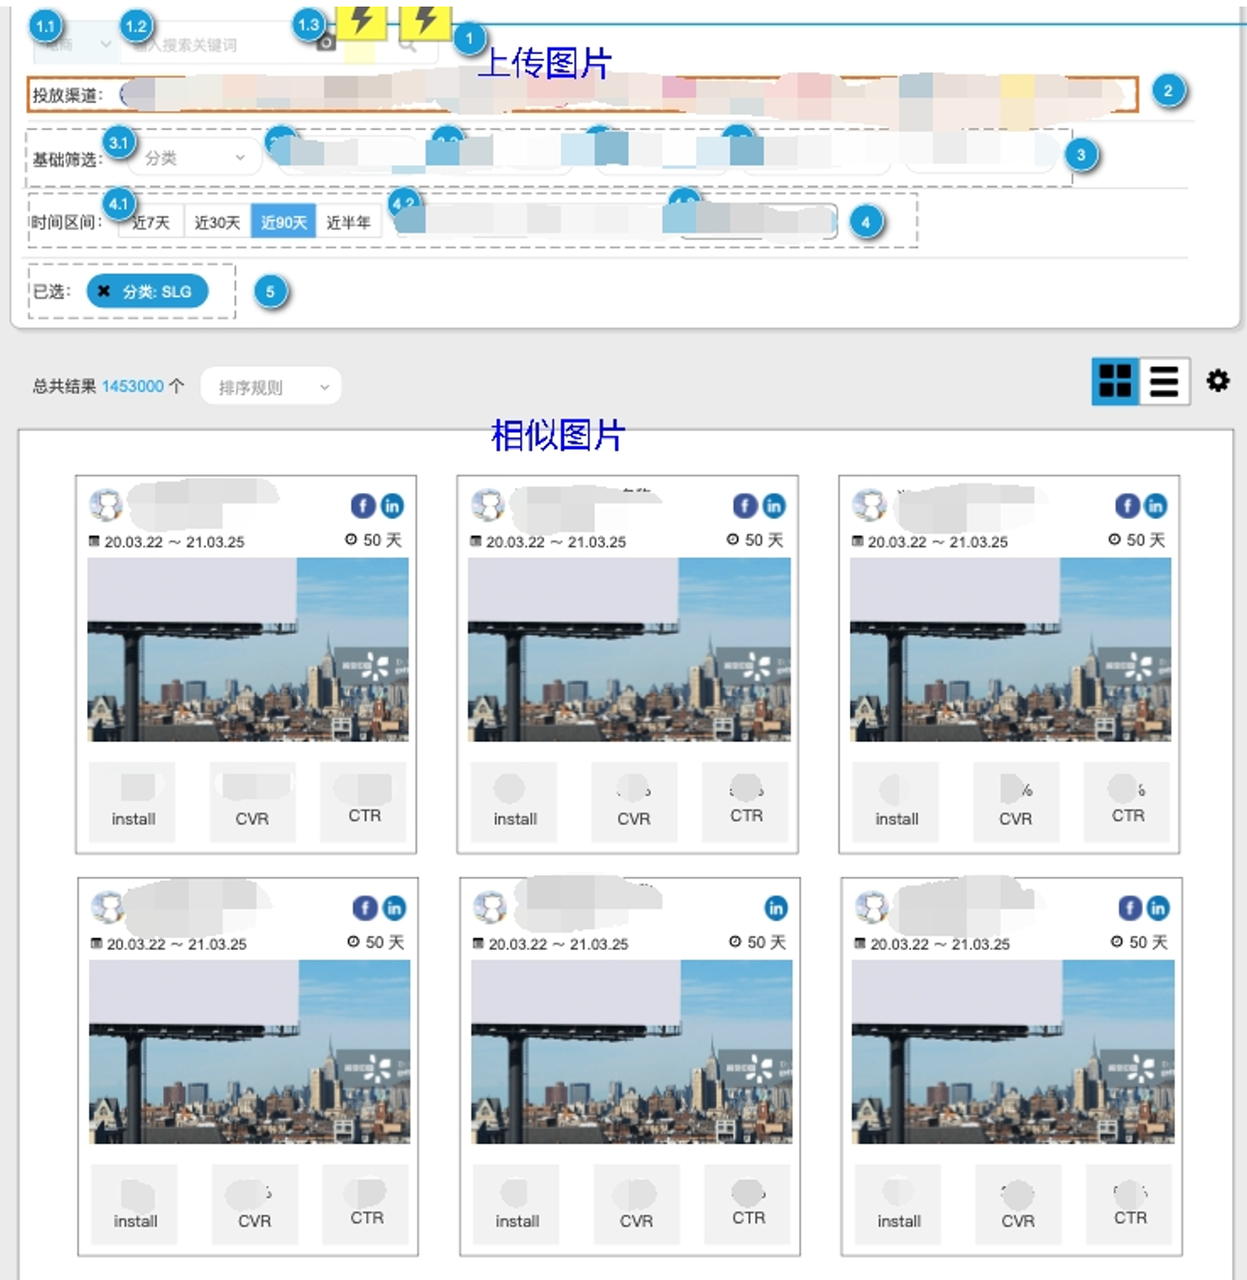 1.1
1.2
1.3
电商
输入搜索关键词
1
上传图片
投放渠道：
2
3.1
基础筛选：
分类
3
4.1
4.2
时间区间：
近7天
近30天
近90天
近半年
4
已选：
分类: SLG
5
总共结果 1453000 个
排序规则
相似图片
20.03.22 ～ 21.03.25
50 天
20.03.22 ～ 21.03.25
50 天
20.03.22 ～ 21.03.25
50 天
install
CVR
CTR
install
CVR
CTR
install
CVR
CTR
20.03.22 ～ 21.03.25
50 天
20.03.22 ～ 21.03.25
50 天
20.03.22 ～ 21.03.25
50 天
install
CVR
CTR
install
CVR
CTR
install
CVR
CTR